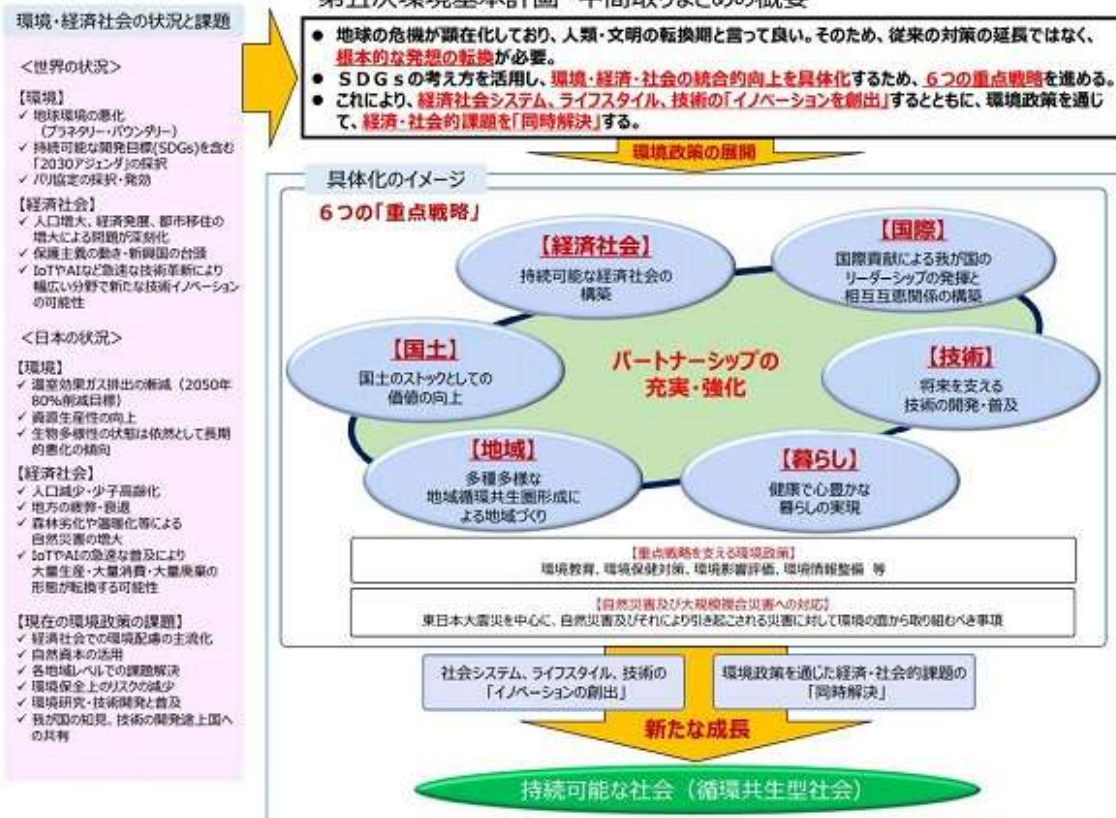 第五次環境基本計画 中間取りまとめの概要
環境・経済社会の状況と課題
＜世界の状況＞
【環境】
✓ 地球環境の悪化
（プラネタリー・バウンダリー）
✓ 持続可能な開発目標(SDGs)を含む
「2030アジェンダ」の採択
✓ パリ協定の採択・発効
【経済社会】
✓ 人口増大、経済発展、都市移住の
増大による問題が深刻化
✓ 保護主義の動き・新興国の台頭
✓ IoTやAIなど急速な技術革新により
幅広い分野で新たな技術イノベーション
の可能性
＜日本の状況＞
【環境】
✓ 温室効果ガス排出の漸減（2050年
80％削減目標）
✓ 資源生産性の向上
✓ 生物多様性の状態は依然として長期
的悪化の傾向
【経済社会】
✓ 人口減少・少子高齢化
✓ 地方の疲弊・衰退
✓ 森林劣化や温暖化等による
自然災害の増大
✓ IoTやAIの急速な普及により
大量生産・大量消費・大量廃棄の
形態が転換する可能性
【現在の環境政策の課題】
✓ 経済社会での環境配慮の主流化
✓ 自然資本の活用
✓ 各地域レベルでの課題解決
✓ 環境保全上のリスクの減少
✓ 環境研究・技術開発と普及
✓ 我が国の知見、技術の開発途上国へ
の共有
● 地球の危機が顕在化しており、人類・文明の転換期と言って良い。そのため、従来の対策の延長ではなく、
根本的な発想の転換が必要。
● ＳＤＧｓの考え方を活用し、環境・経済・社会の統合的向上を具体化するため、６つの重点戦略を進める。
● これにより、経済社会システム、ライフスタイル、技術の「イノベーションを創出」するとともに、環境政策を通じ
て、経済・社会的課題を「同時解決」する。
環境政策の展開
具体化のイメージ
６つの「重点戦略」
【経済社会】
持続可能な経済社会の
構築
【国際】
国際貢献による我が国の
リーダーシップの発揮と
相互互恵関係の構築
【国土】
国土のストックとしての
価値の向上
パートナーシップの
充実・強化
【技術】
将来を支える
技術の開発・普及
【地域】
多種多様な
地域循環共生圏形成に
よる地域づくり
【暮らし】
健康で心豊かな
暮らしの実現
【重点戦略を支える環境政策】
環境教育、環境保健対策、環境影響評価、環境情報整備 等
【自然災害及び大規模複合災害への対応】
東日本大震災を中心に、自然災害及びそれにより引き起こされる災害に対して環境の面から取り組むべき事項
社会システム、ライフスタイル、技術の
「イノベーションの創出」
環境政策を通じた経済・社会的課題の
「同時解決」
新たな成長
持続可能な社会（循環共生型社会）